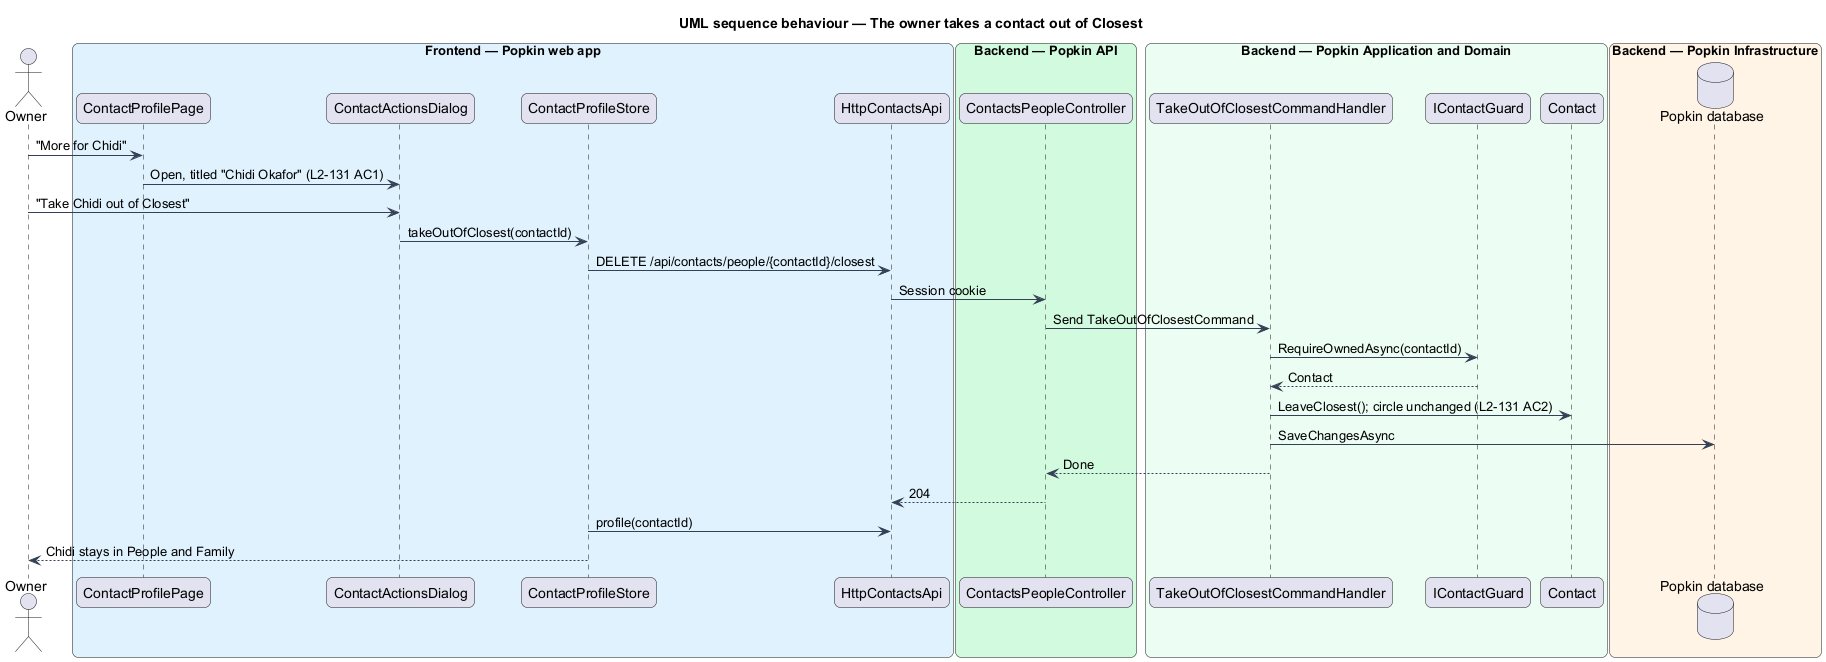 UML sequence behaviour — The owner takes a contact out of Closest
Frontend — Popkin web app
Backend — Popkin API
Backend — Popkin Application and Domain
Backend — Popkin Infrastructure
Owner
ContactProfilePage
ContactActionsDialog
ContactProfileStore
HttpContactsApi
ContactsPeopleController
TakeOutOfClosestCommandHandler
IContactGuard
Contact
Popkin database
"More for Chidi"
Open, titled "Chidi Okafor" (L2-131 AC1)
"Take Chidi out of Closest"
takeOutOfClosest(contactId)
DELETE /api/contacts/people/{contactId}/closest
Session cookie
Send TakeOutOfClosestCommand
RequireOwnedAsync(contactId)
Contact
LeaveClosest(); circle unchanged (L2-131 AC2)
SaveChangesAsync
Done
204
profile(contactId)
Chidi stays in People and Family
Owner
ContactProfilePage
ContactActionsDialog
ContactProfileStore
HttpContactsApi
ContactsPeopleController
TakeOutOfClosestCommandHandler
IContactGuard
Contact
Popkin database